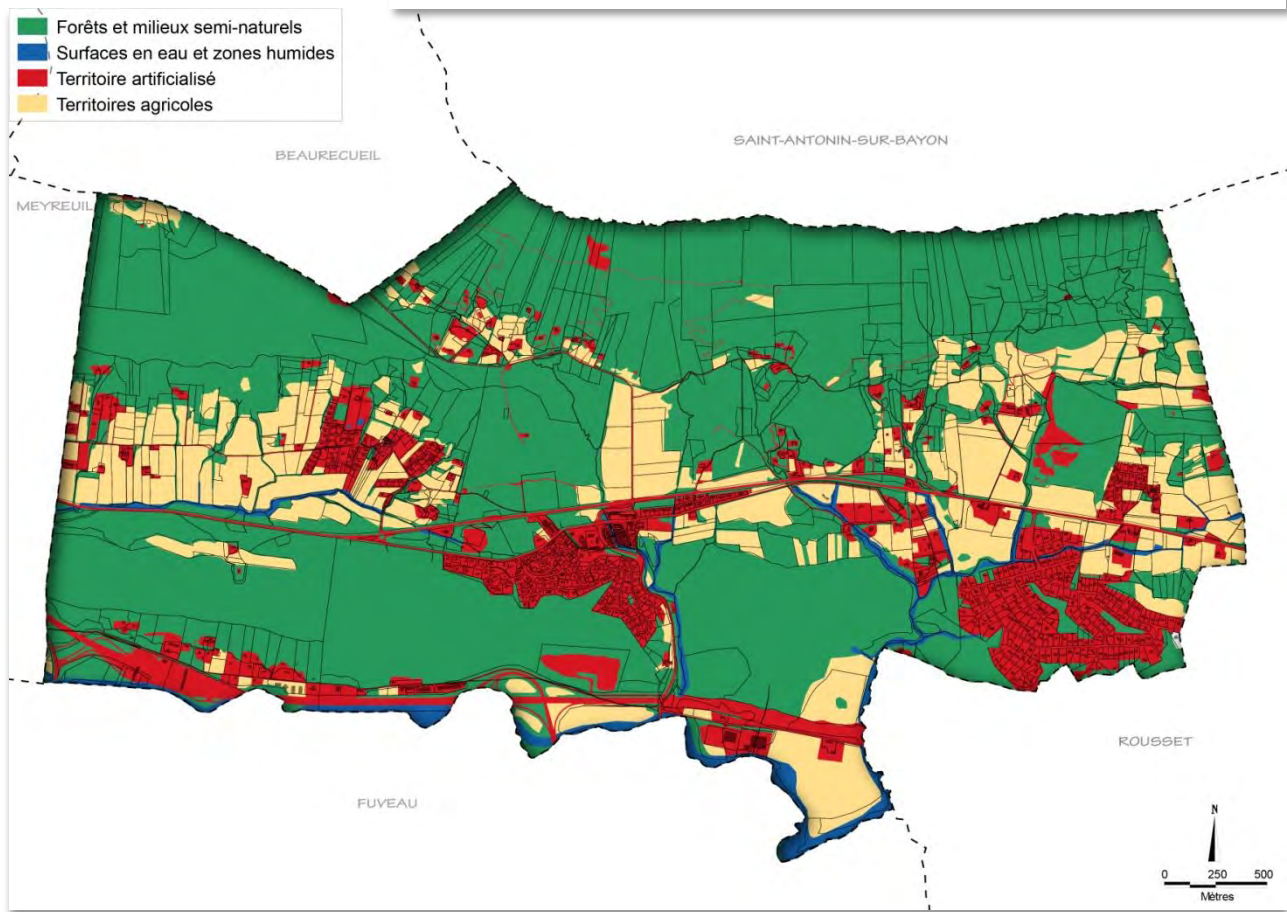 Forêts et milieux semi-naturels
Surfaces en eau et zones humides
Territoire artificialisé
Territoires agricoles
SAINT-ANTONIN-SUR-BAYON
BEAURECUEIL
MEYREUIL
ROUSSET
FUVEAU
N
0 250 500
Mètres